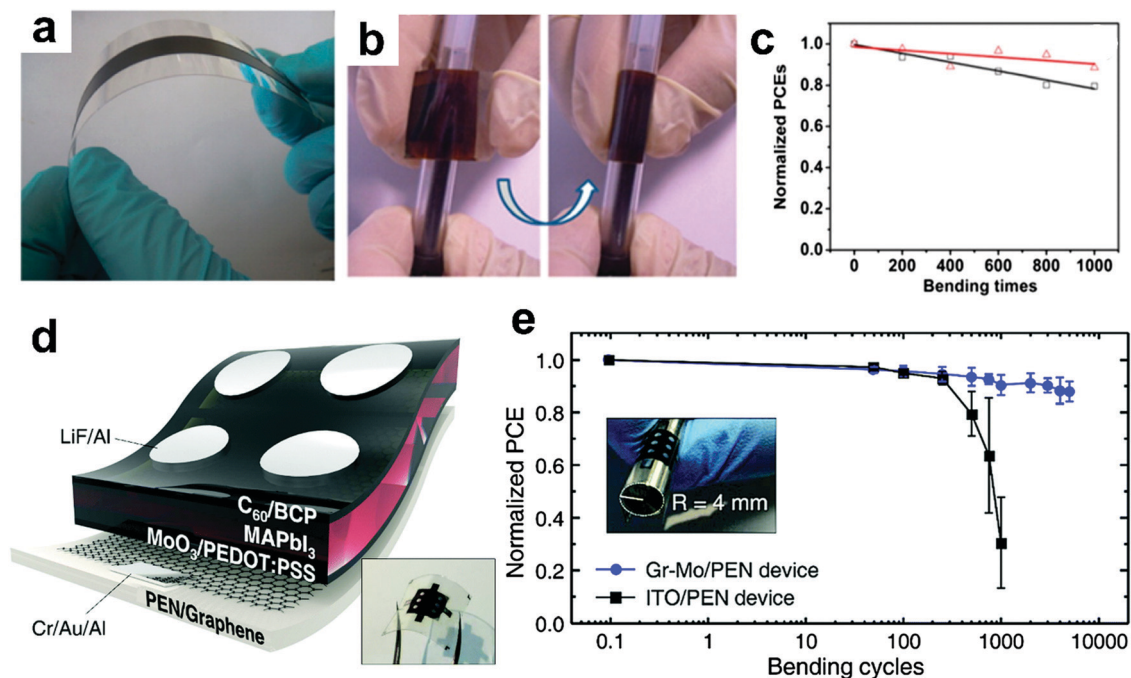 a
b
c
Normalized PCEs
1.0
0.8
0.6
0.4
0.2
0.0
0 200 400 600 800 1000
Bending times
d
LiF/Al
C₆₀/BCP
MAPbI₃
MoO₃/PEDOT:PSS
PEN/Graphene
Cr/Au/Al
e
Normalized PCE
1.0
0.8
0.6
0.4
0.2
0.0
R = 4 mm
Gr-Mo/PEN device
ITO/PEN device
0.1 1 10 100 1000 10000
Bending cycles